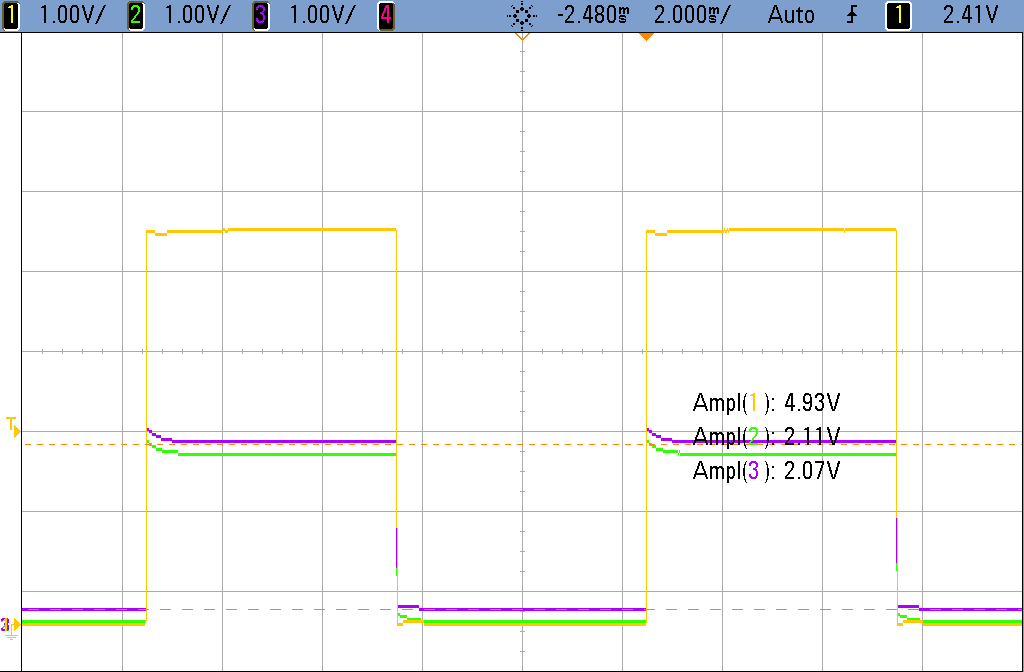 1 1.00V/ 2 1.00V/ 3 1.00V/ 4 -2.480ms 2.000ms/ Auto 1 2.41V
T
Ampl(1): 4.93V
Ampl(2): 2.11V
Ampl(3): 2.07V